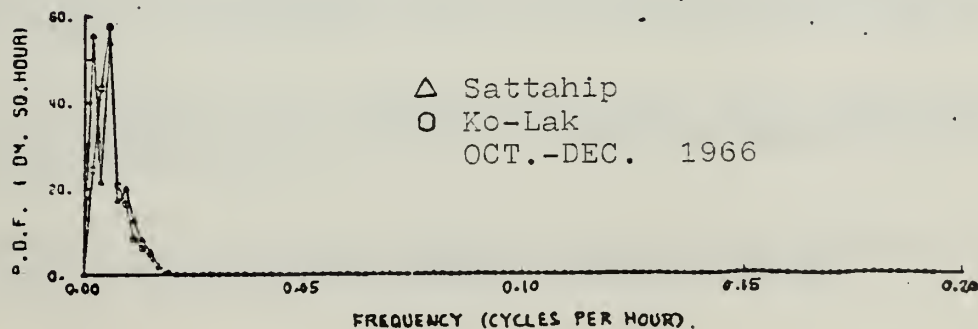 60.
40.
20.
0.
P.D.F. (DM. SQ.HOUR)
△ Sattahip
O Ko-Lak
OCT.-DEC. 1966
0.00 0.05 0.10 0.15 0.20
FREQUENCY (CYCLES PER HOUR).